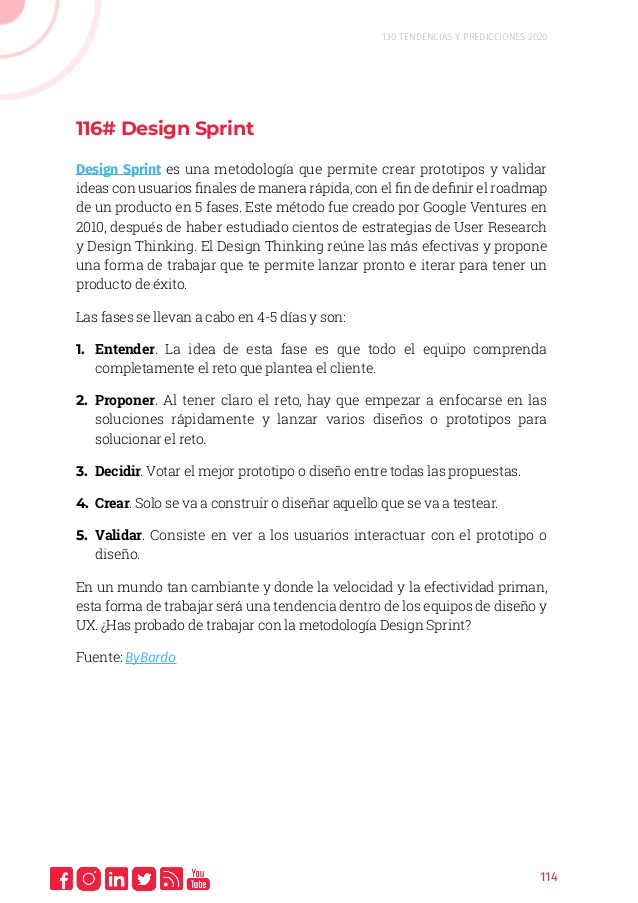 130 TENDENCIAS Y PREDICCIONES 2020
116# Design Sprint
Design Sprint es una metodología que permite crear prototipos y validar
ideas con usuarios finales de manera rápida, con el fin de definir el roadmap
de un producto en 5 fases. Este método fue creado por Google Ventures en
2010, después de haber estudiado cientos de estrategias de User Research
y Design Thinking. El Design Thinking reúne las más efectivas y propone
una forma de trabajar que te permite lanzar pronto e iterar para tener un
producto de éxito.
Las fases se llevan a cabo en 4-5 días y son:
1. Entender. La idea de esta fase es que todo el equipo comprenda
completamente el reto que plantea el cliente.
2. Proponer. Al tener claro el reto, hay que empezar a enfocarse en las
soluciones rápidamente y lanzar varios diseños o prototipos para
solucionar el reto.
3. Decidir. Votar el mejor prototipo o diseño entre todas las propuestas.
4. Crear. Solo se va a construir o diseñar aquello que se va a testear.
5. Validar. Consiste en ver a los usuarios interactuar con el prototipo o
diseño.
En un mundo tan cambiante y donde la velocidad y la efectividad priman,
esta forma de trabajar será una tendencia dentro de los equipos de diseño y
UX. ¿Has probado de trabajar con la metodología Design Sprint?
Fuente: ByBardo
You
Tube
114